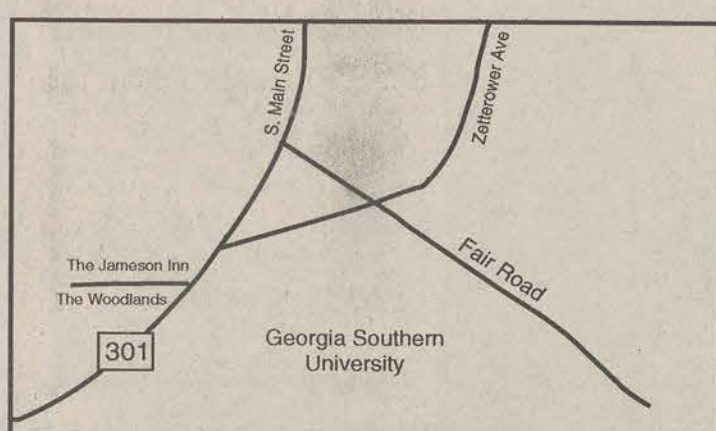 S. Main Street
Zetterower Ave
Fair Road
The Jameson Inn
The Woodlands
301
Georgia Southern
University